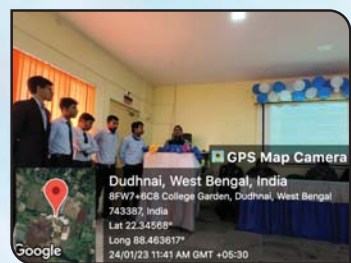 GPS Map Camera
Dudhnai, West Bengal, India
8FW7+6C8 College Garden, Dudhnai, West Bengal
743387, India
Lat 22.34568°
Long 88.463617°
24/01/23 11:41 AM GMT +05:30
Google